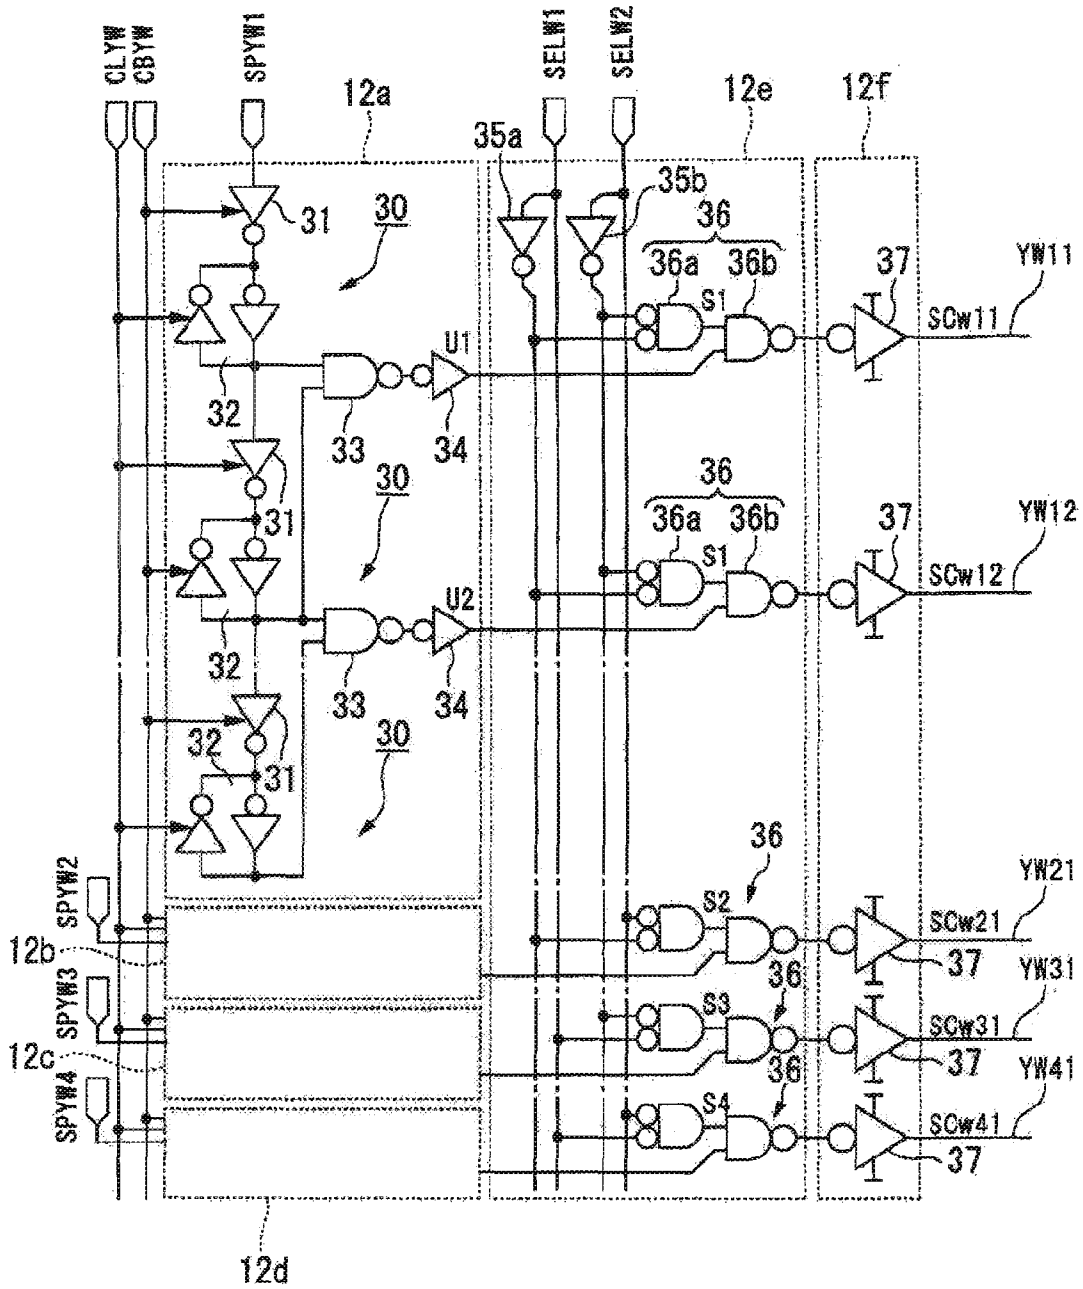 CLYW
CBYW
SPYW1
SELW1
SELW2
12a
12e
12f
35a
35b
31
30
36
36a
36b
37
YW11
S1
SCw11
U1
32
33
34
31
30
36
36a
36b
37
YW12
S1
SCw12
U2
32
33
34
32
31
30
SPYW2
36
S2
SCw21
YW21
12b
37
SPYW3
36
S3
SCw31
YW31
12c
37
SPYW4
36
S4
SCw41
YW41
37
12d